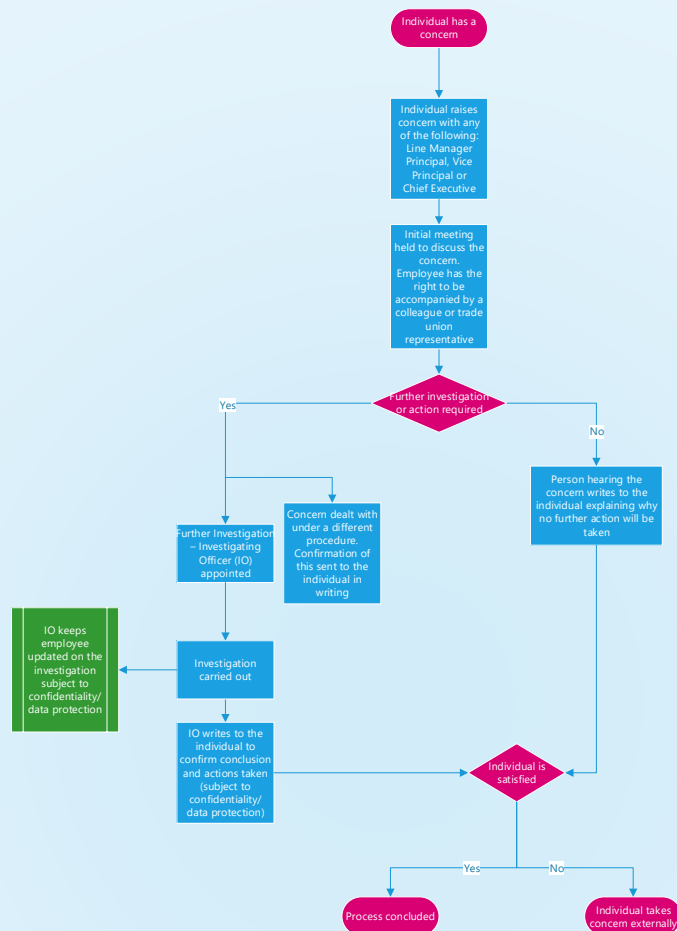 Individual has a
concern
Individual raises
concern with any
of the following:
Line Manager
Principal, Vice
Principal or
Chief Executive
Initial meeting
held to discuss the
concern.
Employee has the
right to be
accompanied by a
colleague or trade
union
representative
Further investigation
or action required
Yes
No
Person hearing the
concern writes to the
individual explaining why
no further action will be
taken
Concern dealt with
under a different
procedure.
Confirmation of
this sent to the
individual in
writing
Further Investigation
– Investigating
Officer (IO)
appointed
IO keeps
employee
updated on the
investigation
subject to
confidentiality/
data protection
Investigation
carried out
IO writes to the
individual to
confirm conclusion
and actions taken
(subject to
confidentiality/
data protection)
Individual is
satisfied
Yes
No
Process concluded
Individual takes
concern externally